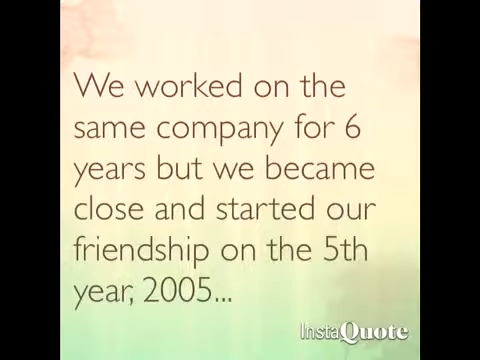 We worked on the
same company for 6
years but we became
close and started our
friendship on the 5th
year, 2005...
InstaQuote